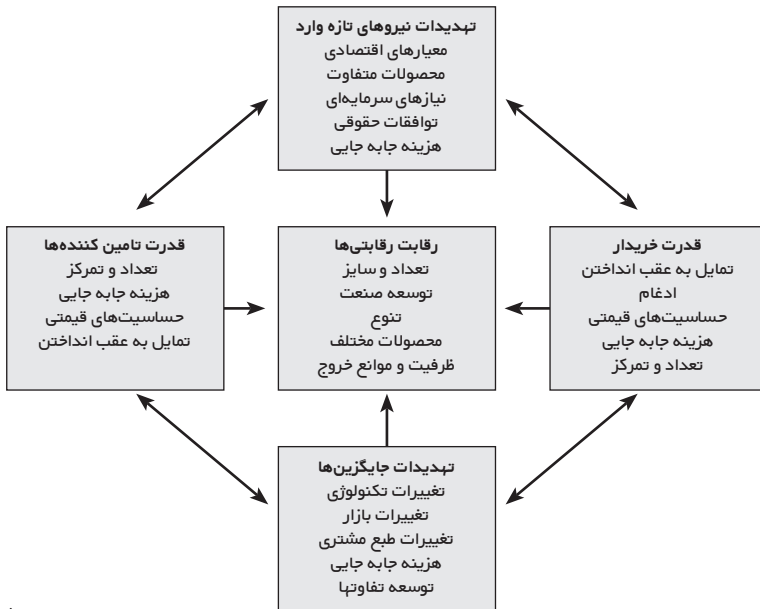 تهدیدات نیروهای تازه وارد
معیارهای اقتصادی
محصولات متفاوت
نیازهای سرمایه‌ای
توافقات حقوقی
هزینه جابه جایی
قدرت خریدار
تمایل به عقب انداختن
ادغام
حساسیت‌های قیمتی
هزینه جابه جایی
تعداد و تمرکز
رقابت رقابتی‌ها
تعداد و سایز
توسعه صنعت
تنوع
محصولات مختلف
ظرفیت و موانع خروج
قدرت تامین کننده‌ها
تعداد و تمرکز
هزینه جابه جایی
حساسیت‌های قیمتی
تمایل به عقب انداختن
تهدیدات جایگزین‌ها
تغییرات تکنولوژی
تغییرات بازار
تغییرات طبع مشتری
هزینه جابه جایی
توسعه تفاوتها